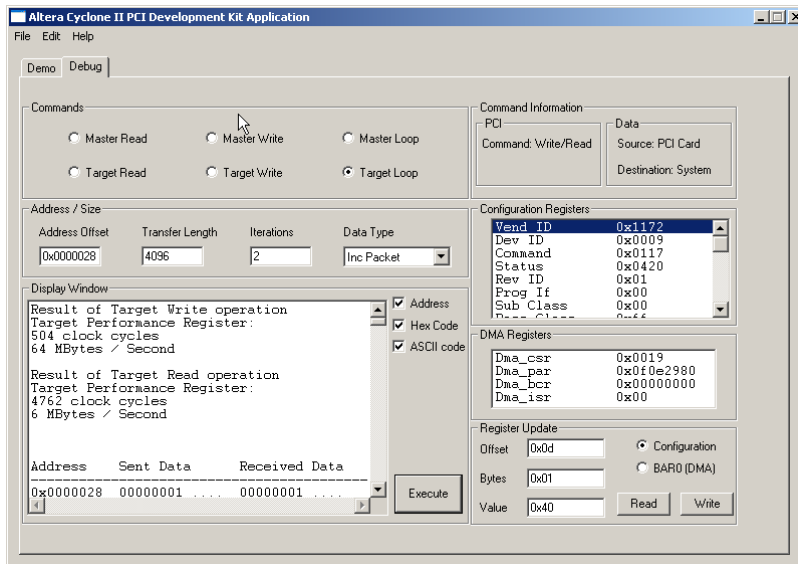 Altera Cyclone II PCI Development Kit Application
File Edit Help
Demo Debug
Commands
Master Read Master Write Master Loop
Target Read Target Write Target Loop
Address / Size
Address Offset Transfer Length Iterations Data Type
0x0000028 4096 2 Inc Packet
Display Window
Result of Target Write operation
Target Performance Register:
504 clock cycles
64 MBytes / Second
Result of Target Read operation
Target Performance Register:
4762 clock cycles
6 MBytes / Second
Address Sent Data Received Data
0x0000028 00000001 .... 00000001 ....
Address
Hex Code
ASCII code
Execute
Command Information
PCI
Command: Write/Read
Data
Source: PCI Card
Destination: System
Configuration Registers
Vend ID 0x1172
Dev ID 0x0009
Command 0x0117
Status 0x0420
Rev ID 0x01
Prog If 0x00
Sub Class 0x00
DMA Registers
Dma_csr 0x0019
Dma_par 0x0f0e2980
Dma_bcr 0x00000000
Dma_isr 0x00
Register Update
Offset 0x0d Configuration
Bytes 0x01 BAR0 (DMA)
Value 0x40 Read Write